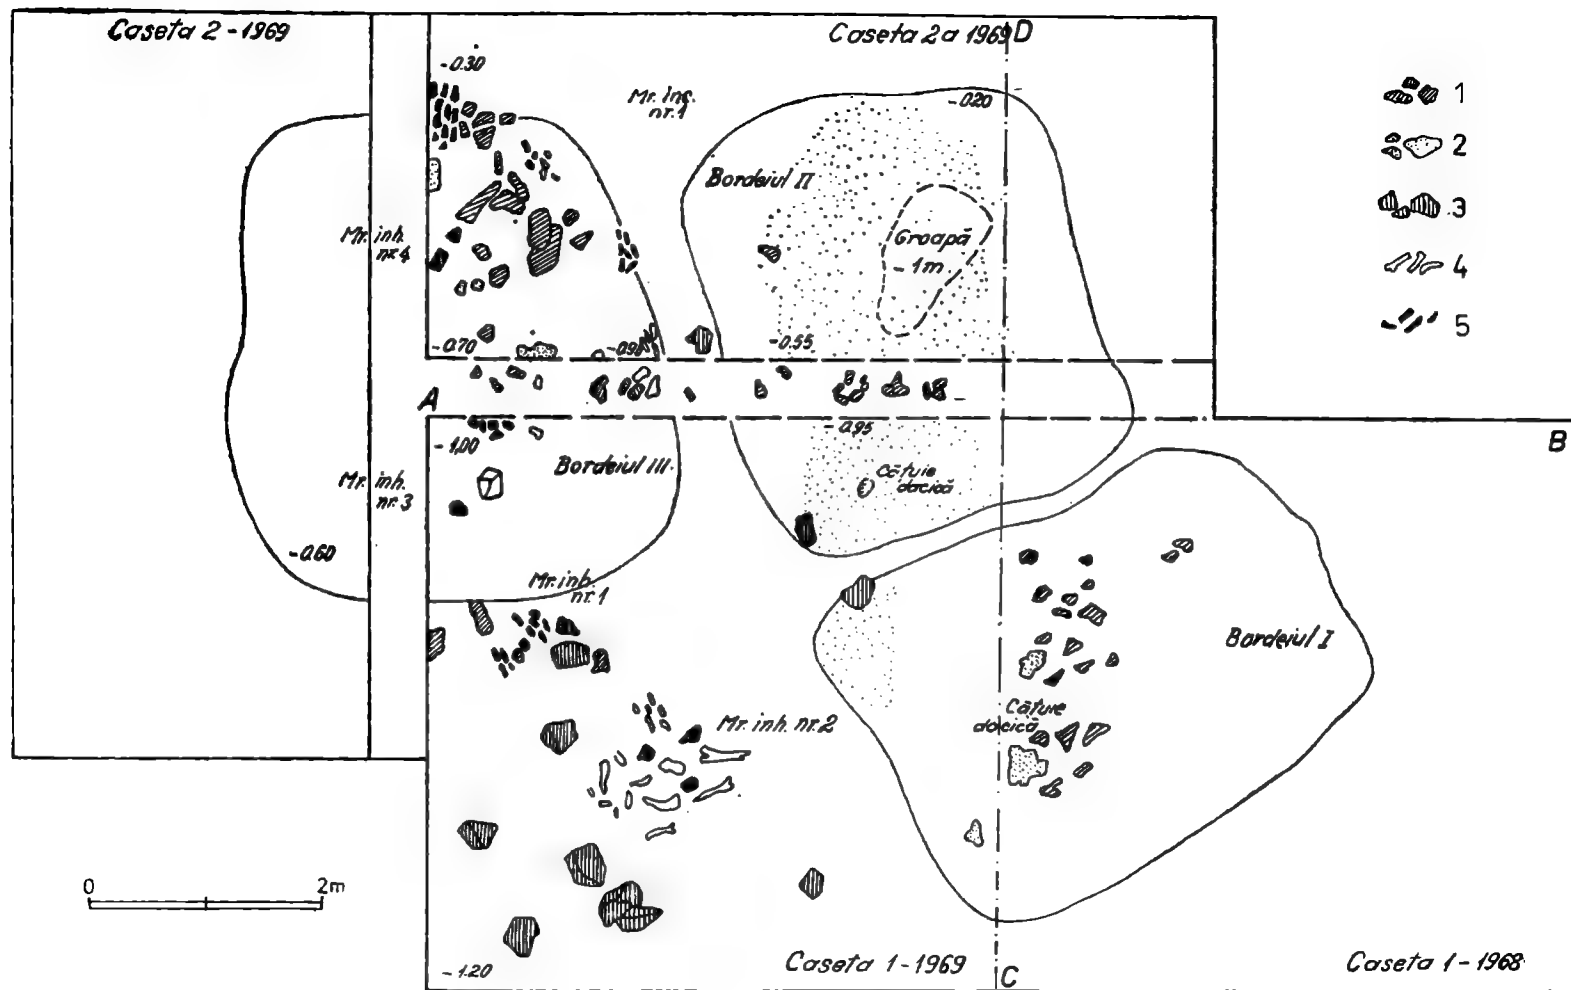 Caseta 2 - 1969
Caseta 2a 1969
D
- 0.30
Mr. inc.
nr. 1
- 0.20
1
2
3
4
5
Bordeiul II
Mr. inh.
nr. 4
Groapă
- 1m.
- 0.70
- 0.90
- 0.55
A
B
- 1,00
- 0.95
Bordeiul III
Cătuie
dacică
Mr. inh.
nr. 3
- 0.60
Mr. inh.
nr. 1
Bordeiul I
Mr. inh. nr. 2
Cătuie
dacică
0
2m
- 1.20
Caseta 1 - 1969
C
Caseta 1 - 1968